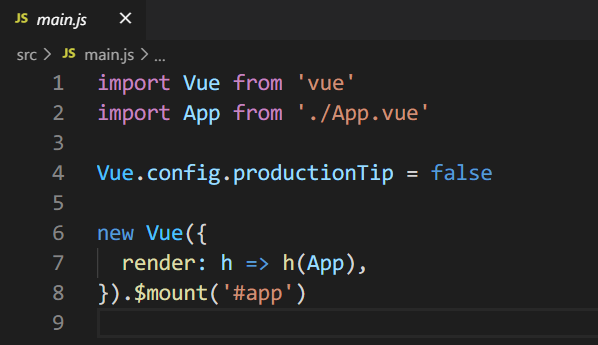 JS main.js ×
src > JS main.js > ...
1 import Vue from 'vue'
2 import App from './App.vue'
3
4 Vue.config.productionTip = false
5
6 new Vue({
7   render: h => h(App),
8 }).$mount('#app')
9